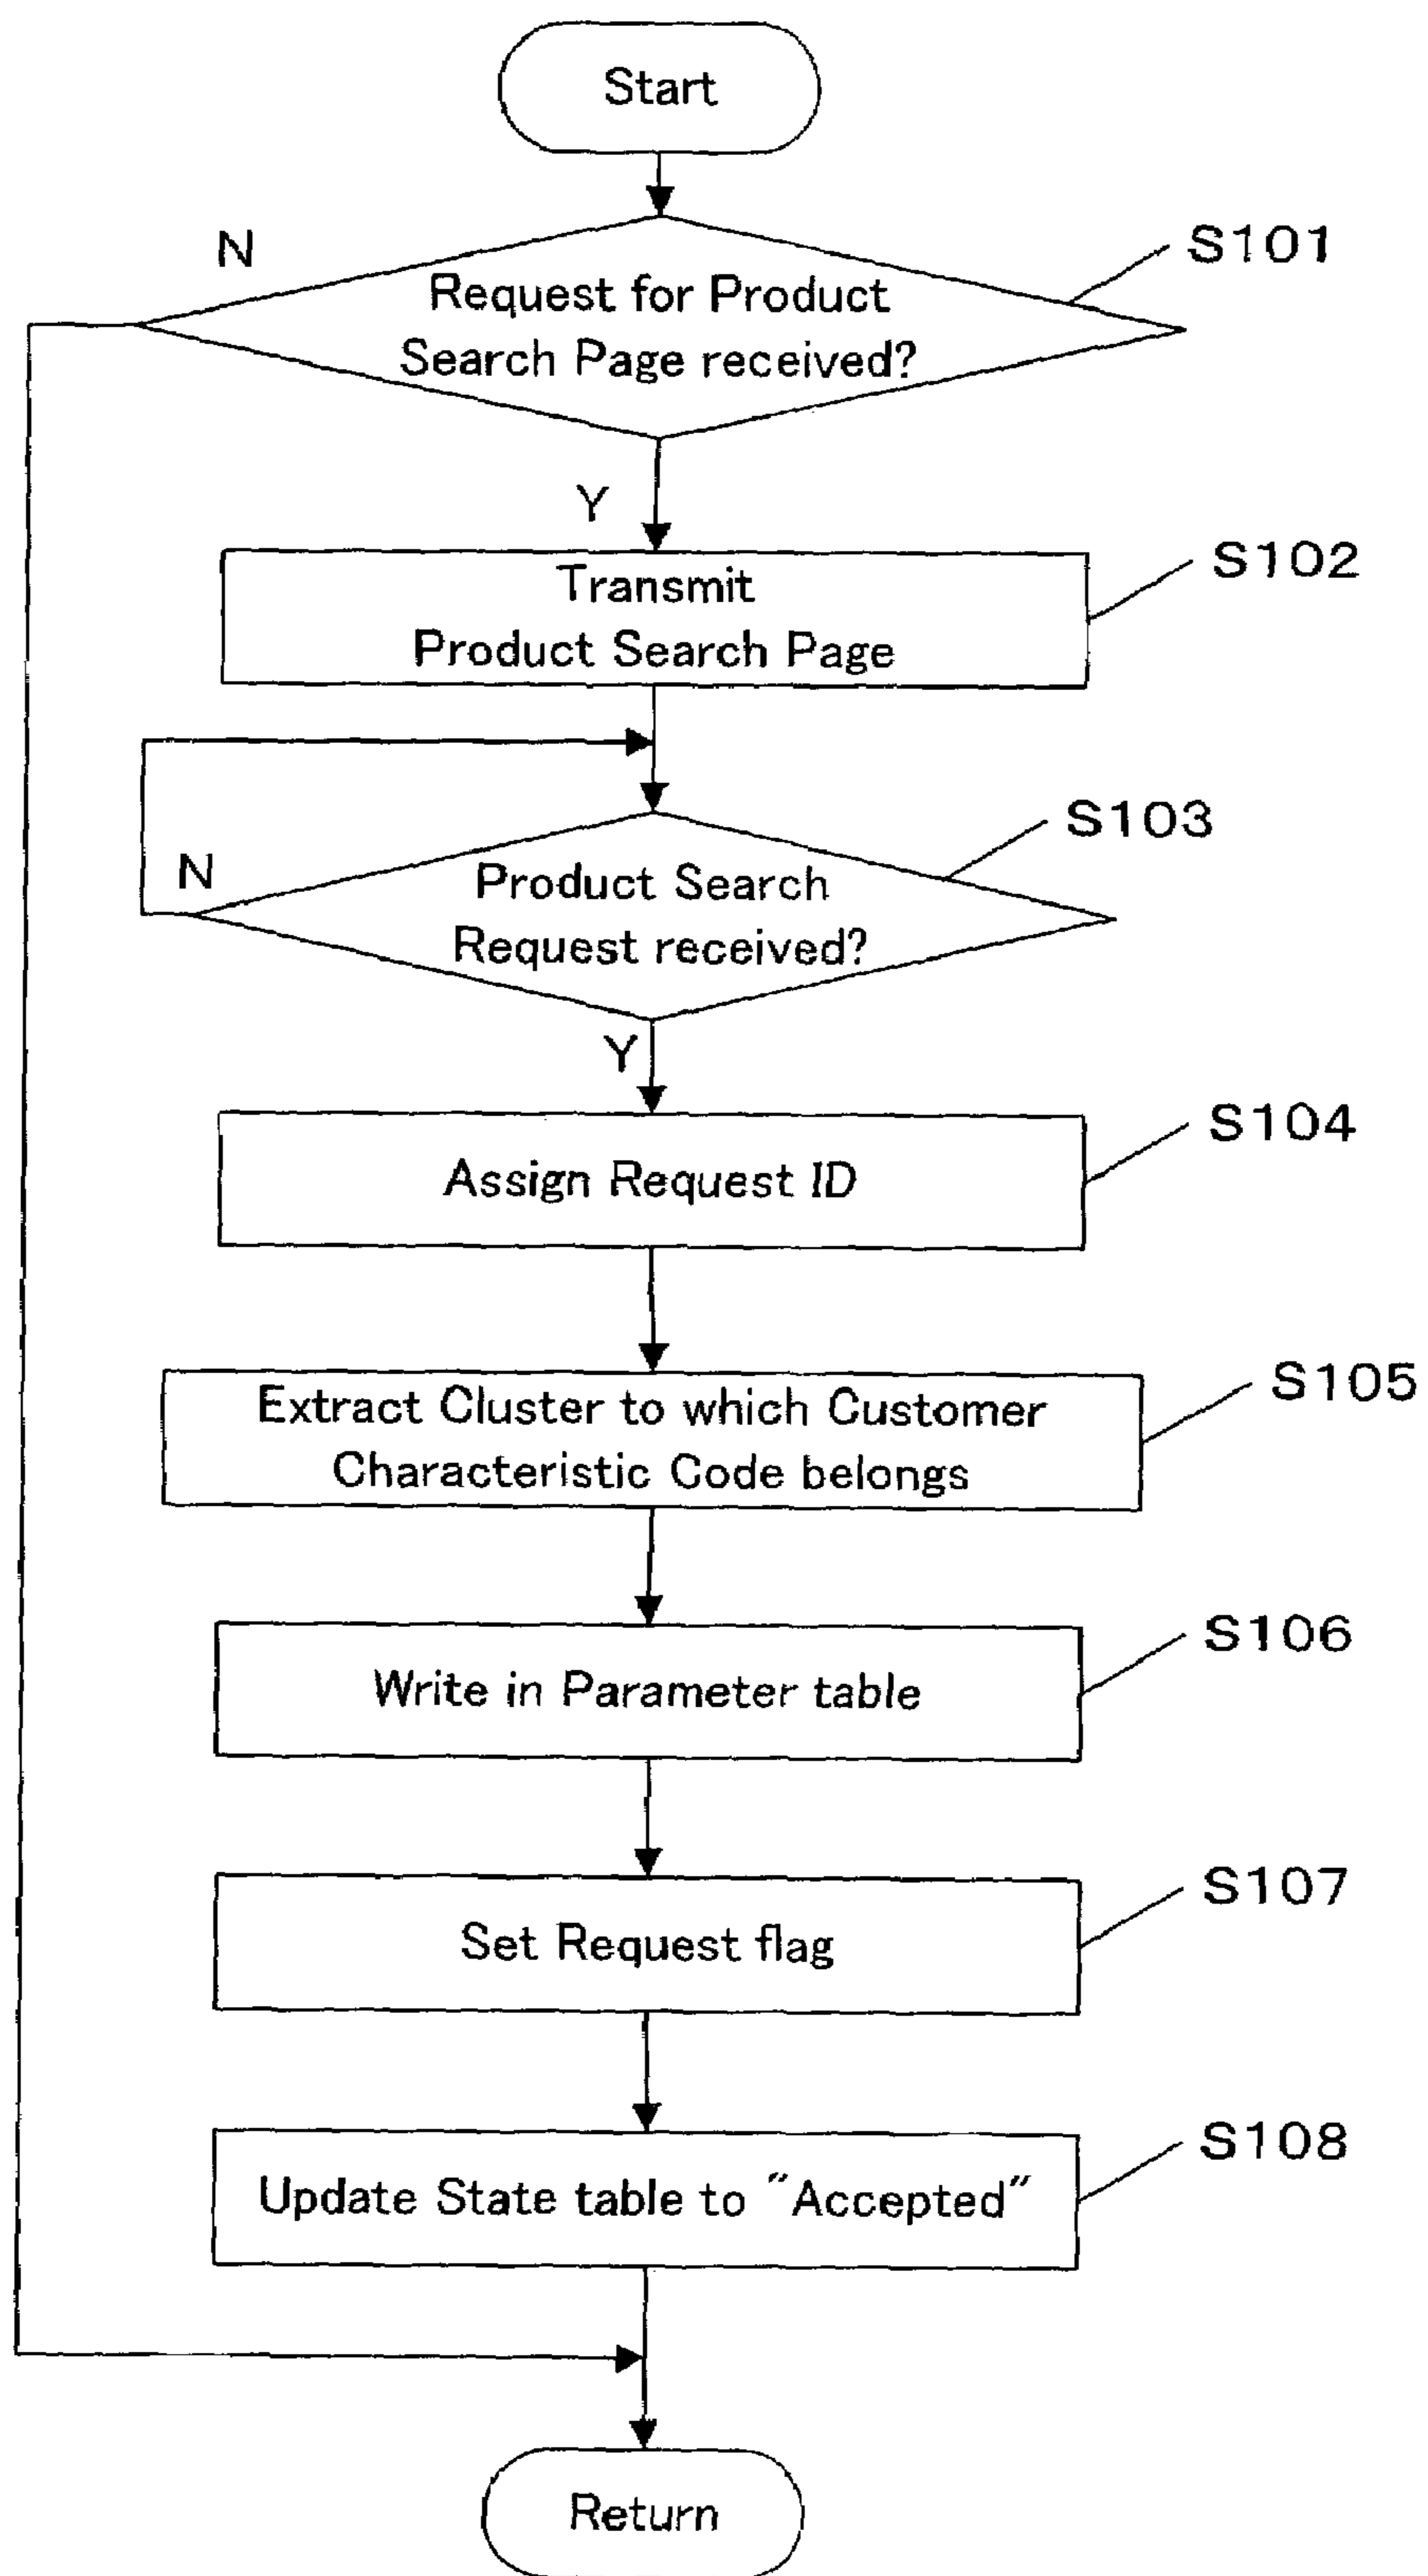 Start
N
S101
Request for Product
Search Page received?
Y
S102
Transmit
Product Search Page
S103
N
Product Search
Request received?
Y
S104
Assign Request ID
S105
Extract Cluster to which Customer
Characteristic Code belongs
S106
Write in Parameter table
S107
Set Request flag
S108
Update State table to "Accepted"
Return